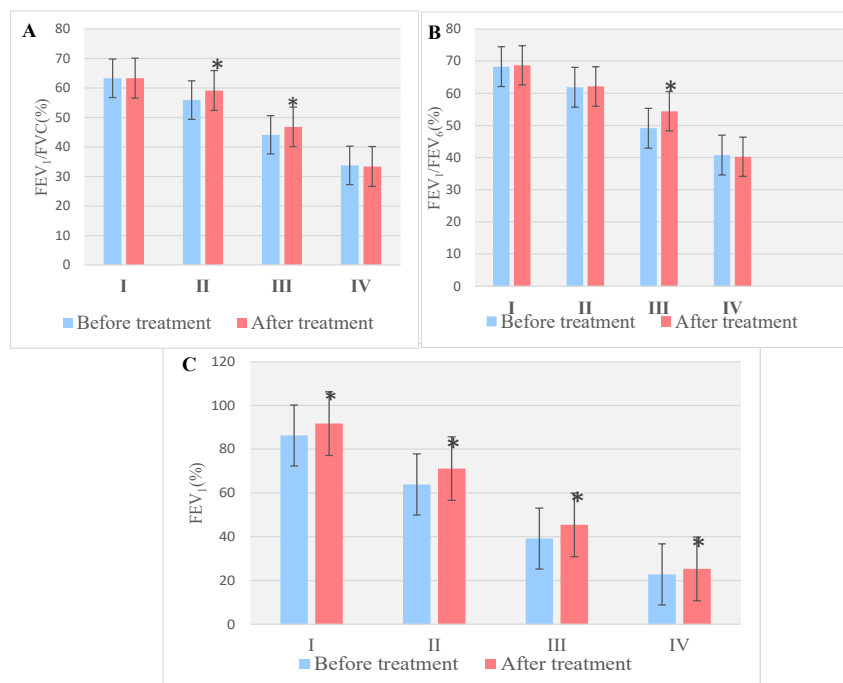 A
FEV₁/FVC(%)
80
70
60
50
40
30
20
10
0
*
*
I II III IV
Before treatment After treatment
B
FEV₁/FEV₆(%)
80
70
60
50
40
30
20
10
0
*
I II III IV
Before treatment After treatment
C
FEV₁(%)
120
100
80
60
40
20
0
*
*
*
*
I II III IV
Before treatment After treatment